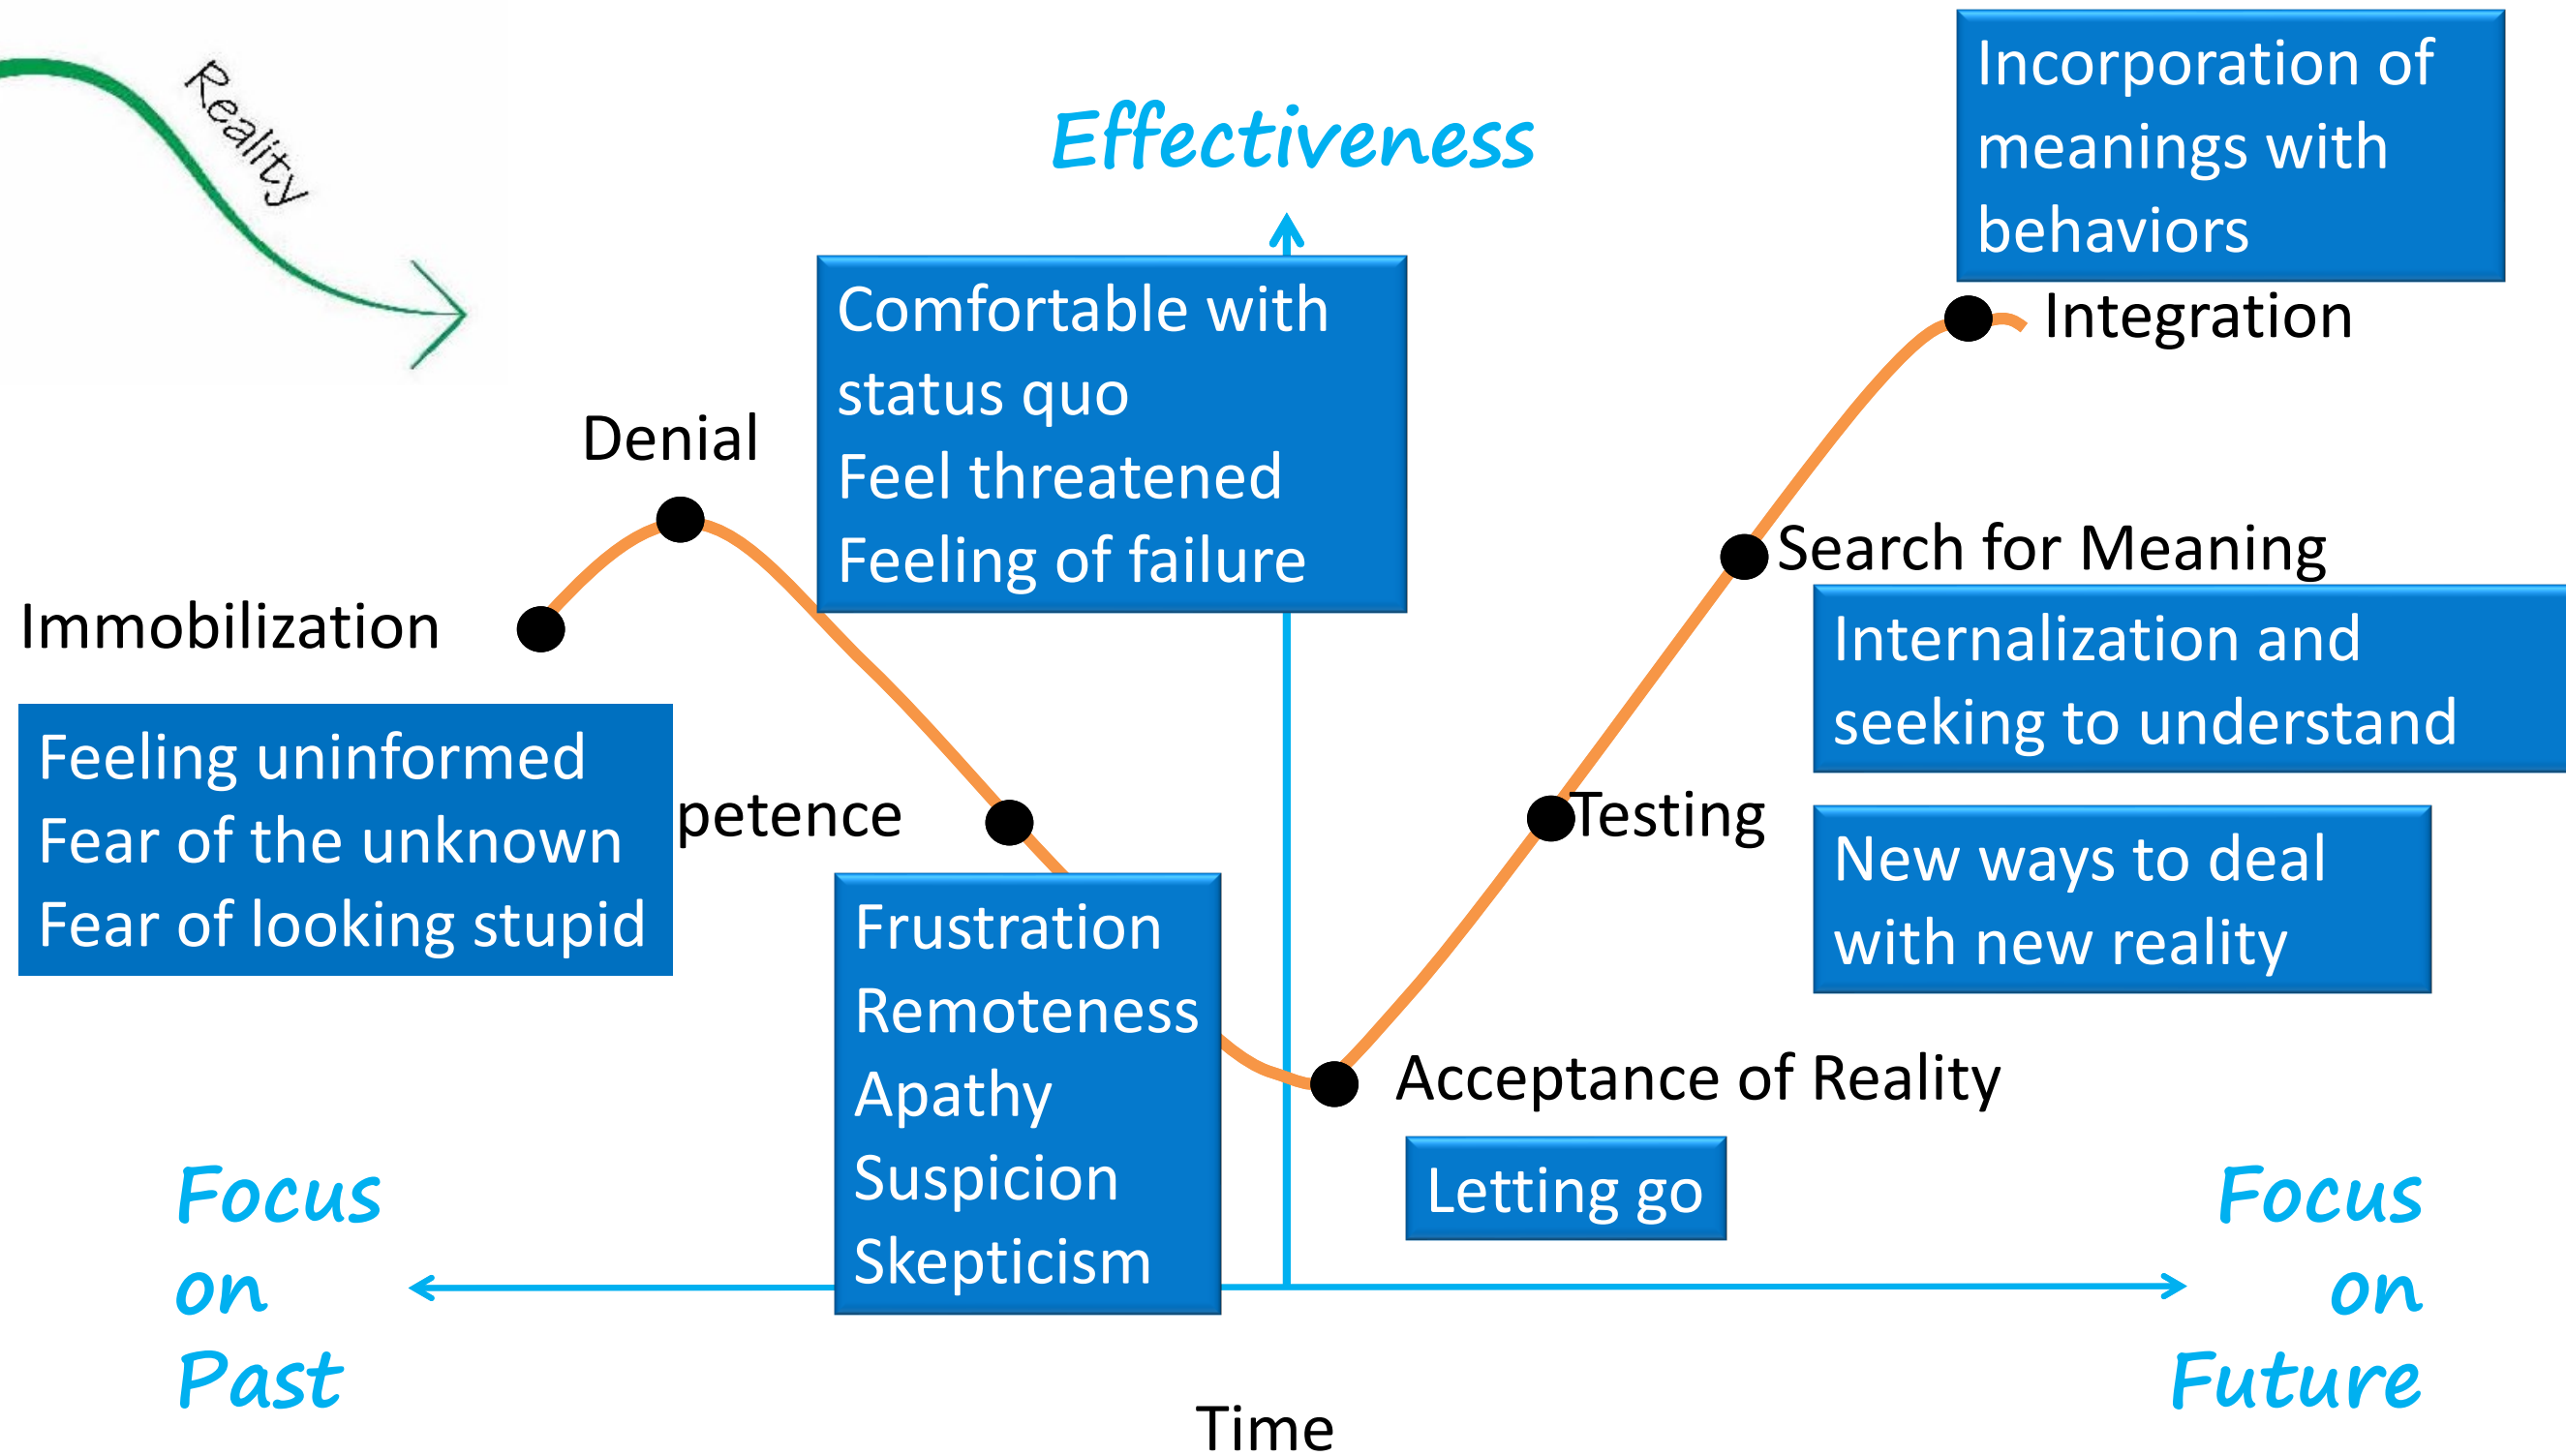 Reality
Effectiveness
Incorporation of
meanings with
behaviors
Integration
Comfortable with
status quo
Feel threatened
Feeling of failure
Denial
Search for Meaning
Internalization and
seeking to understand
Immobilization
Feeling uninformed
Fear of the unknown
Fear of looking stupid
petence
Testing
New ways to deal
with new reality
Frustration
Remoteness
Apathy
Suspicion
Skepticism
Acceptance of Reality
Letting go
Focus
on
Past
Focus
on
Future
Time